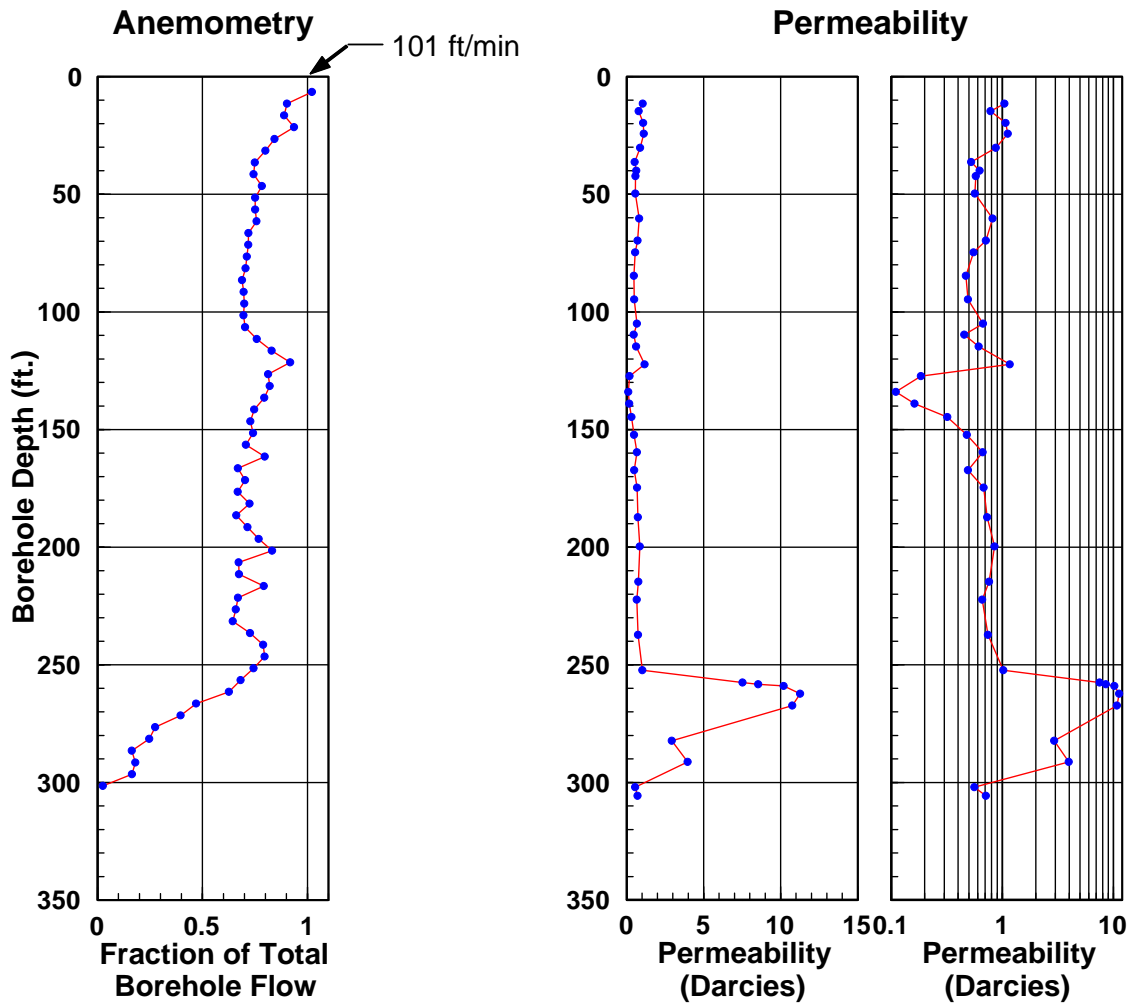 Anemometry
Permeability
101 ft/min
0
50
100
150
200
250
300
350
Borehole Depth (ft.)
0
0.5
1
Fraction of Total
Borehole Flow
0
50
100
150
200
250
300
350
0
5
10
15
Permeability
(Darcies)
0.1
1
10
Permeability
(Darcies)